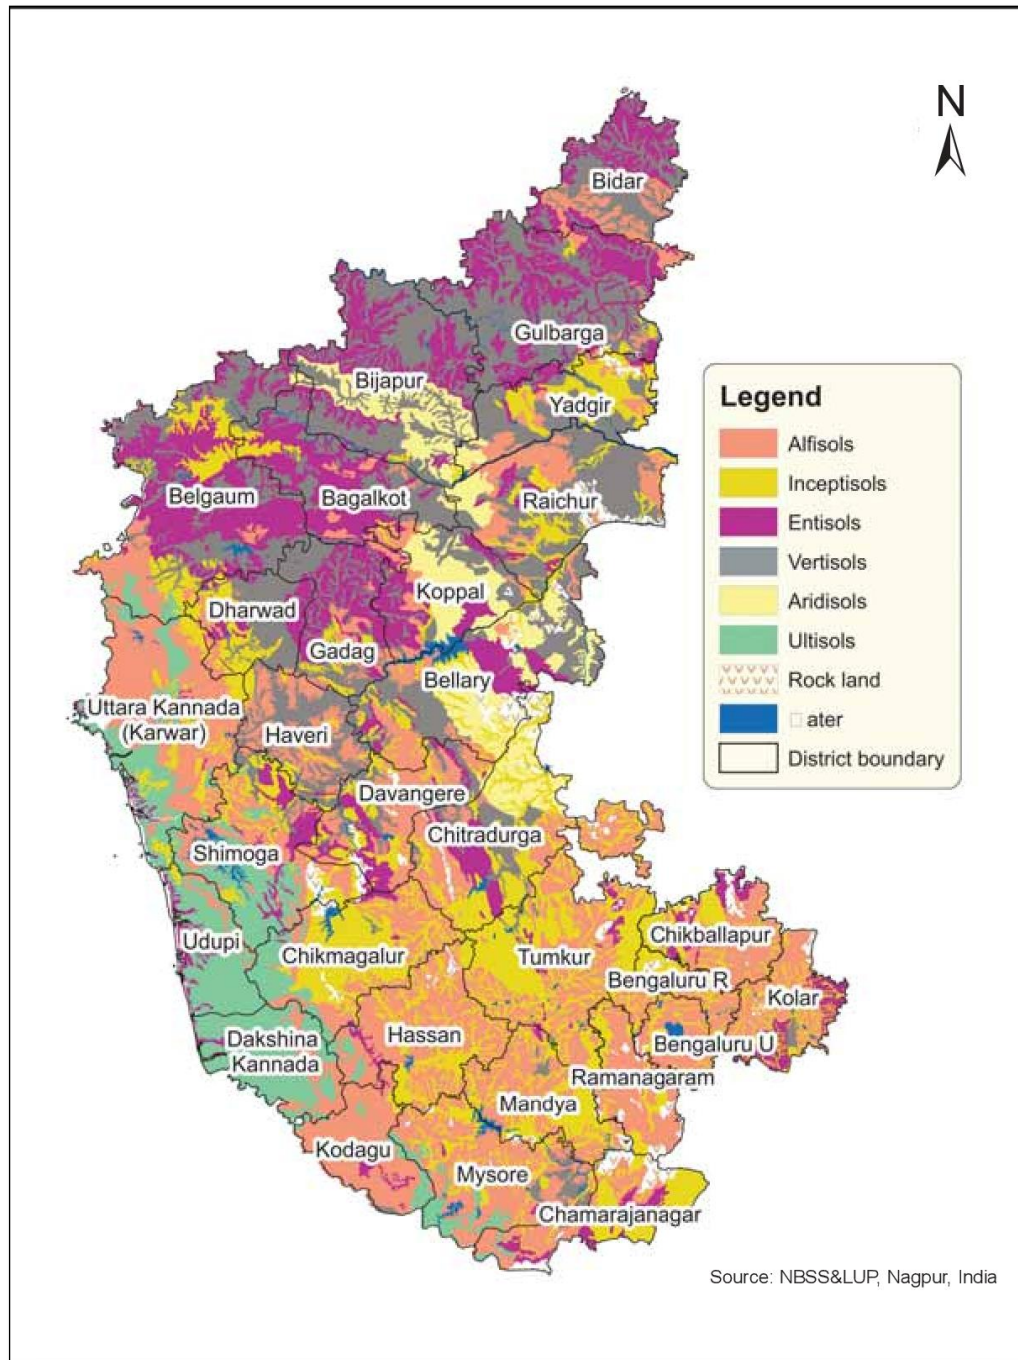 N
Bidar
Gulbarga
Bijapur
Yadgir
Belgaum
Bagalkot
Raichur
Koppal
Dharwad
Gadag
Bellary
Uttara Kannada
(Karwar)
Haveri
Davangere
Chitradurga
Shimoga
Udupi
Chikmagalur
Tumkur
Chikballapur
Bengaluru R
Kolar
Dakshina
Kannada
Hassan
Bengaluru U
Ramanagaram
Mandya
Kodagu
Mysore
Chamarajanagar
Legend
Alfisols
Inceptisols
Entisols
Vertisols
Aridisols
Ultisols
Rock land
□ ater
District boundary
Source: NBSS&LUP, Nagpur, India